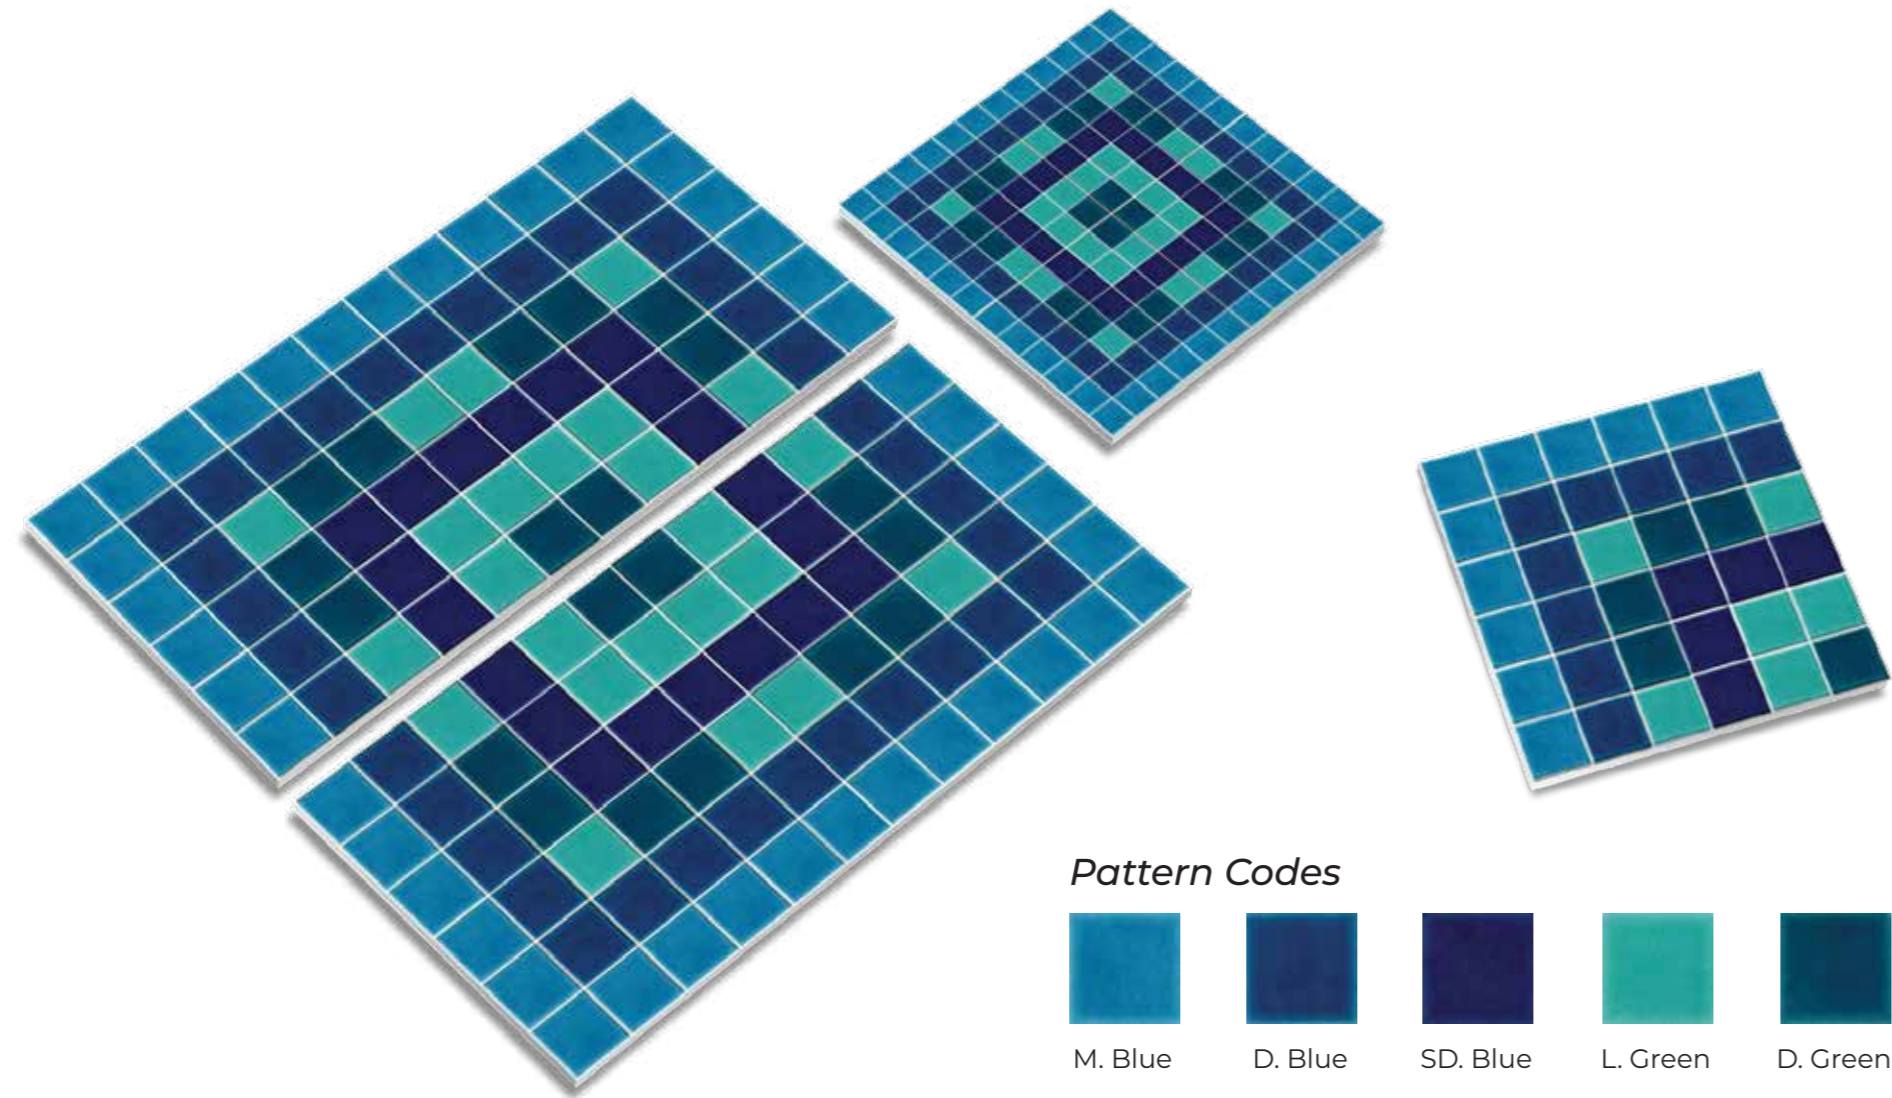 Pattern Codes
M. Blue D. Blue SD. Blue L. Green D. Green